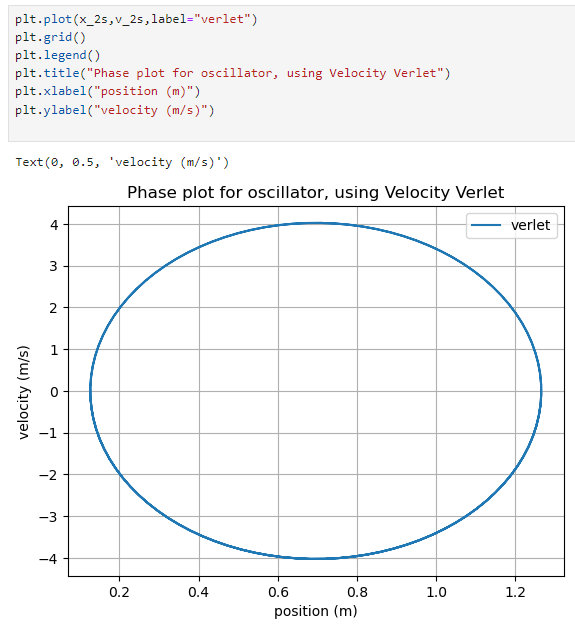 plt.plot(x_2s,v_2s,label="verlet")
plt.grid()
plt.legend()
plt.title("Phase plot for oscillator, using Velocity Verlet")
plt.xlabel("position (m)")
plt.ylabel("velocity (m/s)")
Text(0, 0.5, 'velocity (m/s)')
Phase plot for oscillator, using Velocity Verlet
verlet
4
3
2
1
0
−1
−2
−3
−4
velocity (m/s)
0.2 0.4 0.6 0.8 1.0 1.2
position (m)